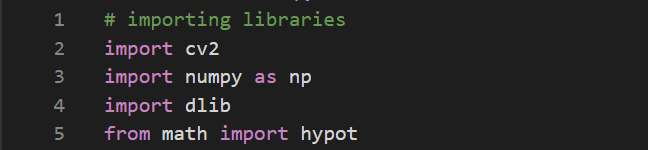 1 # importing libraries
2 import cv2
3 import numpy as np
4 import dlib
5 from math import hypot